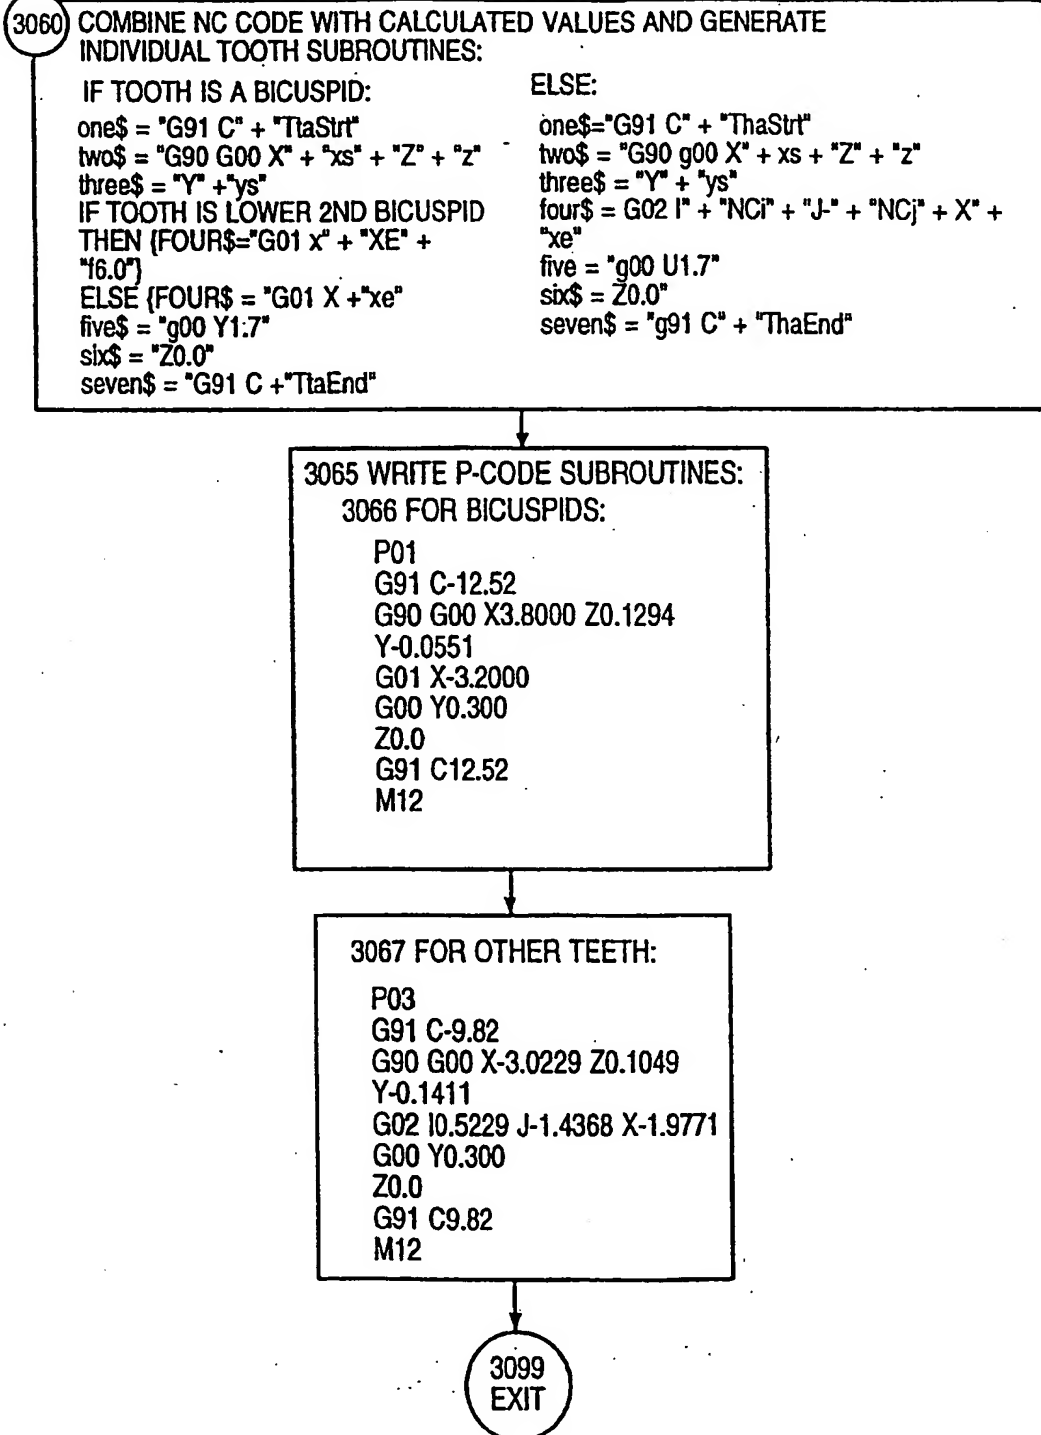 3060 COMBINE NC CODE WITH CALCULATED VALUES AND GENERATE
INDIVIDUAL TOOTH SUBROUTINES:
IF TOOTH IS A BICUSPID:
one$ = "G91 C" + "TtaStrt"
two$ = "G90 G00 X" + "xs" + "Z" + "z"
three$ = "Y" +"ys"
IF TOOTH IS LOWER 2ND BICUSPID
THEN {FOUR$="G01 x" + "XE" +
"f6.0"}
ELSE {FOUR$ = "G01 X +"xe"
five$ = "g00 Y1.7"
six$ = "Z0.0"
seven$ = "G91 C +"TtaEnd"
ELSE:
one$="G91 C" + "ThaStrt"
two$ = "G90 g00 X" + xs + "Z" + "z"
three$ = "Y" + "ys"
four$ = G02 I" + "NCi" + "J-" + "NCj" + X" +
"xe"
five = "g00 U1.7"
six$ = Z0.0"
seven$ = "g91 C" + "ThaEnd"
3065 WRITE P-CODE SUBROUTINES:
3066 FOR BICUSPIDS:
P01
G91 C-12.52
G90 G00 X3.8000 Z0.1294
Y-0.0551
G01 X-3.2000
G00 Y0.300
Z0.0
G91 C12.52
M12
3067 FOR OTHER TEETH:
P03
G91 C-9.82
G90 G00 X-3.0229 Z0.1049
Y-0.1411
G02 I0.5229 J-1.4368 X-1.9771
G00 Y0.300
Z0.0
G91 C9.82
M12
3099
EXIT